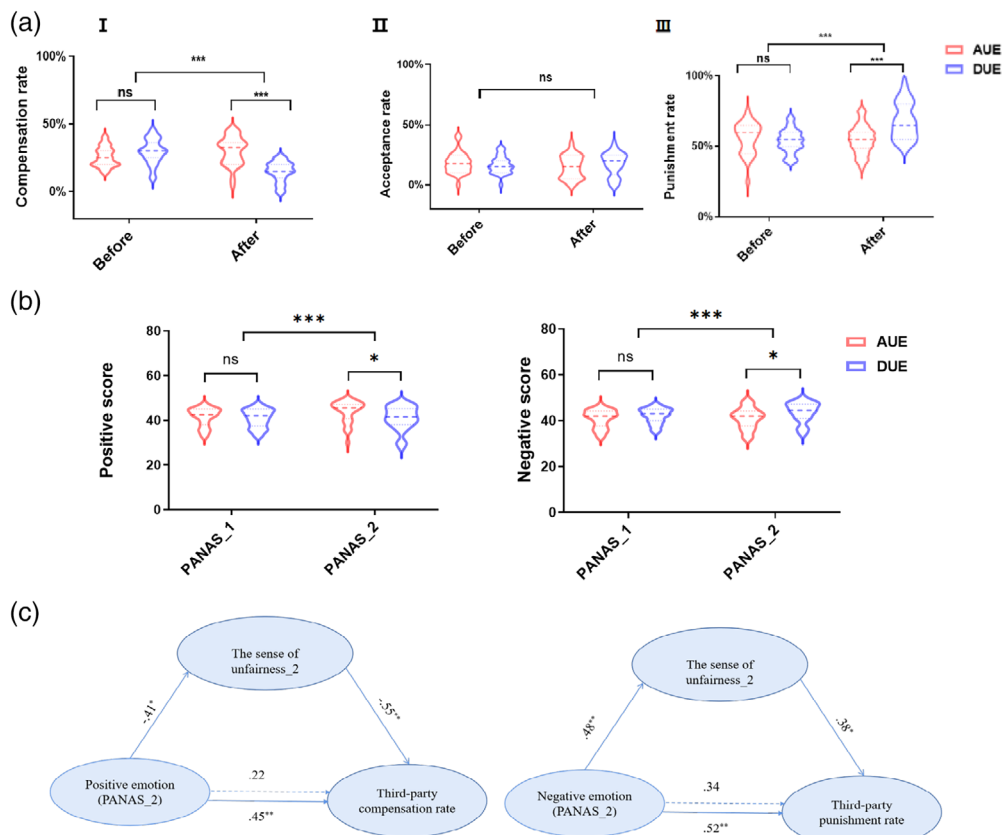 (a)
I
II
III
AUE
DUE
Compensation rate
100%
50%
0%
ns
***
***
Before
After
Acceptance rate
100%
50%
0%
ns
Before
After
Punishment rate
100%
50%
0%
ns
***
***
Before
After
(b)
Positive score
80
60
40
20
0
ns
***
*
PANAS_1
PANAS_2
Negative score
80
60
40
20
0
ns
***
*
PANAS_1
PANAS_2
AUE
DUE
(c)
The sense of
unfairness_2
-.41*
-.55**
Positive emotion
(PANAS_2)
.22
.45**
Third-party
compensation rate
The sense of
unfairness_2
.48**
.38*
Negative emotion
(PANAS_2)
.34
.52**
Third-party
punishment rate